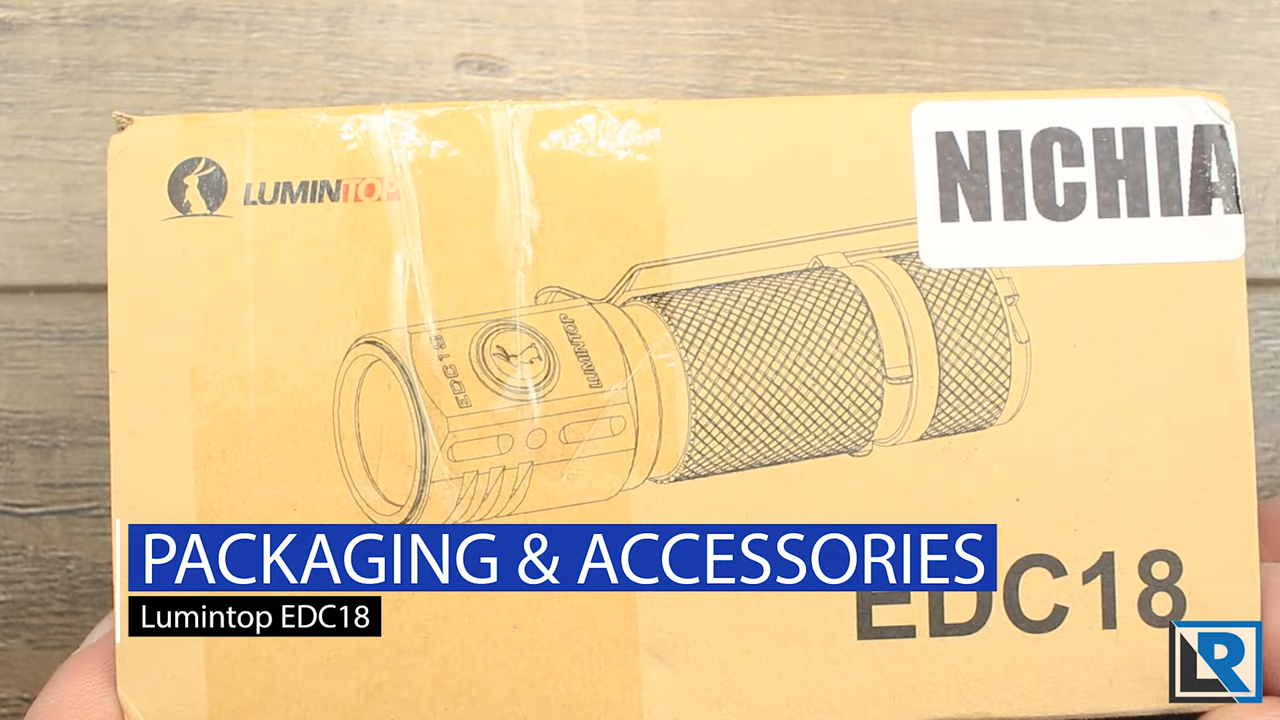 LUMINTOP
NICHIA
EDC18
LUMINTOP
PACKAGING & ACCESSORIES
EDC18
Lumintop EDC18
LR